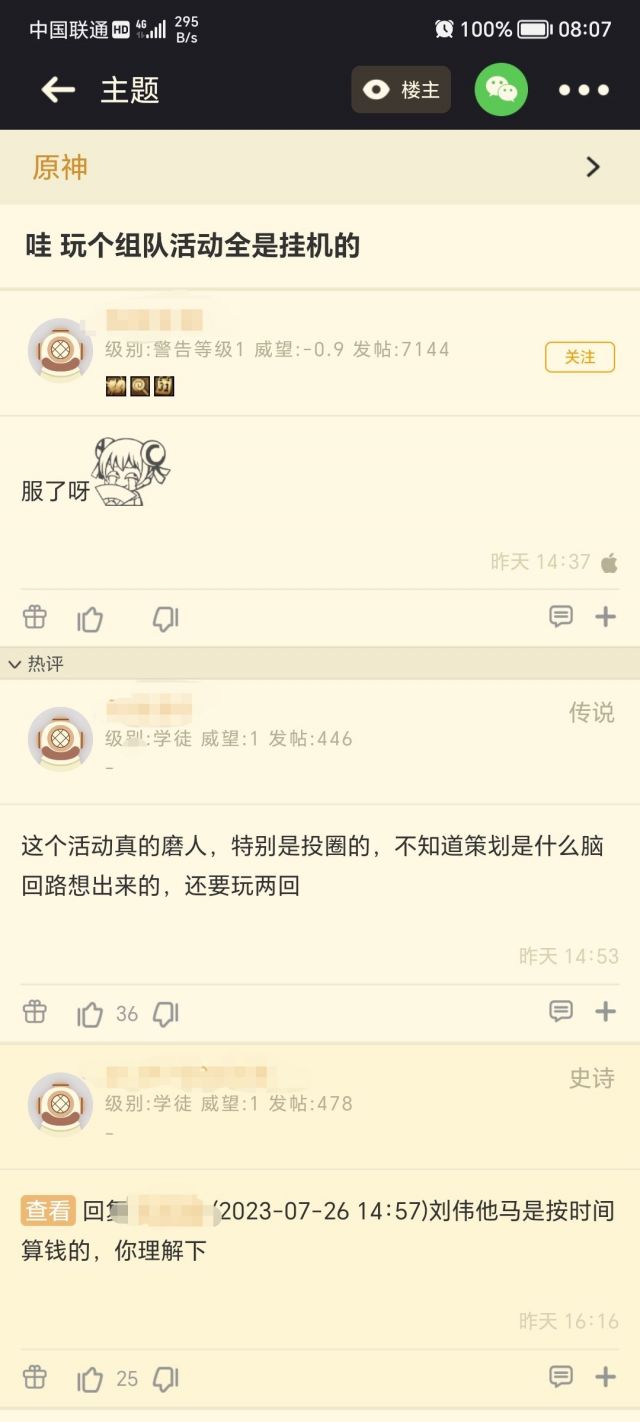 中国联通 HD 4G 295 B/s 100% 08:07
主题 楼主
原神
哇 玩个组队活动全是挂机的
级别:警告等级1 威望:-0.9 发帖:7144
关注
服了呀
昨天 14:37
热评
传说
级别:学徒 威望:1 发帖:446
这个活动真的磨人，特别是投圈的，不知道策划是什么脑
回路想出来的，还要玩两回
昨天 14:53
36
史诗
级别:学徒 威望:1 发帖:478
查看 回复 (2023-07-26 14:57)刘伟他马是按时间
算钱的，你理解下
昨天 16:16
25